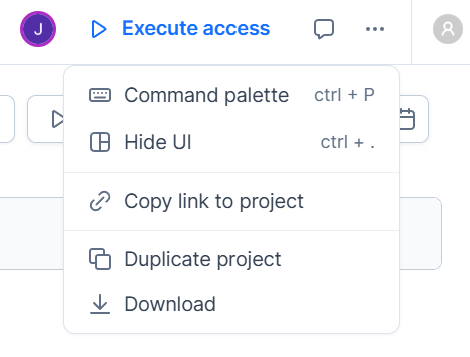 J
Execute access
Command palette ctrl + P
Hide UI ctrl + .
Copy link to project
Duplicate project
Download